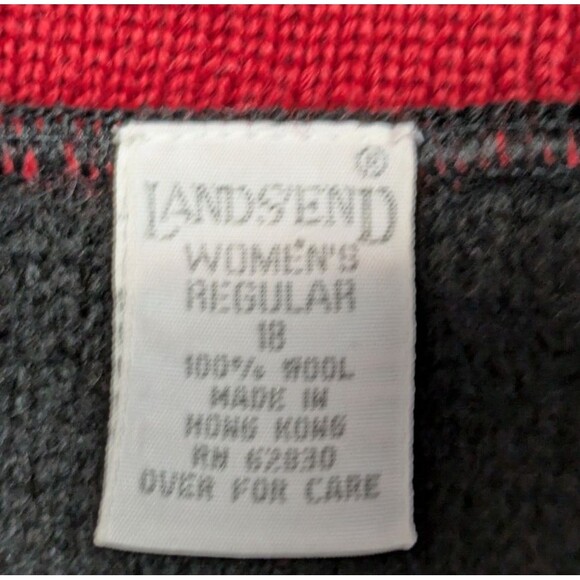 ®
LANDS'END
WOMEN'S
REGULAR
18
100% WOOL
MADE IN
HONG KONG
RN 62830
OVER FOR CARE